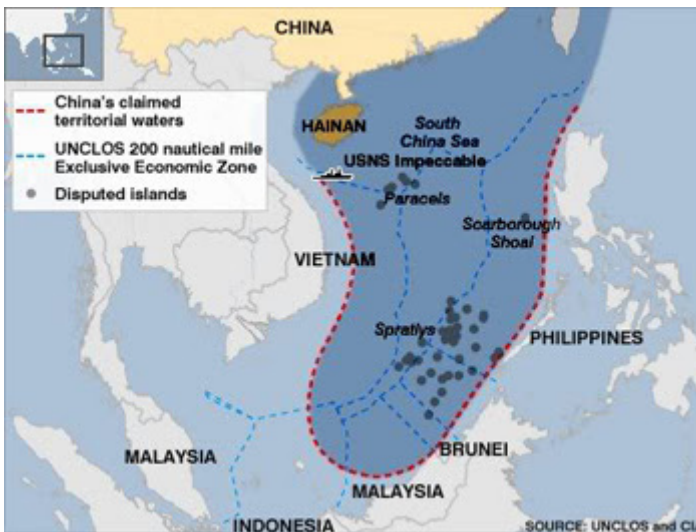 CHINA
China's claimed
territorial waters
UNCLOS 200 nautical mile
Exclusive Economic Zone
Disputed islands
HAINAN
South
China Sea
USNS Impeccable
Paracels
Scarborough
Shoal
VIETNAM
Spratlys
PHILIPPINES
MALAYSIA
BRUNEI
MALAYSIA
INDONESIA
SOURCE: UNCLOS and